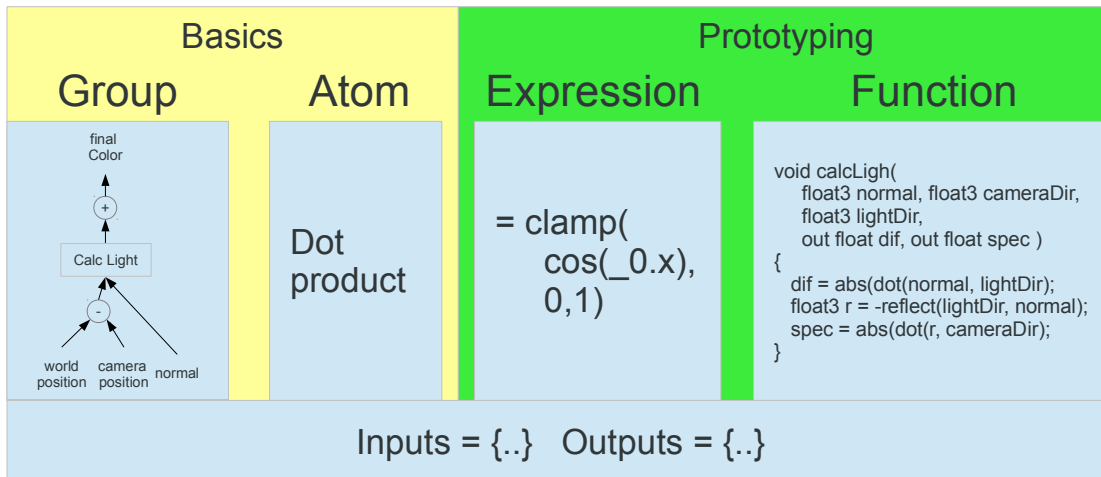 Basics
Prototyping
Group
Atom
Expression
Function
final
Color
+
Calc Light
-
world
position
camera
position
normal
Dot
product
= clamp(
cos(_0.x),
0,1)
void calcLigh(
float3 normal, float3 cameraDir,
float3 lightDir,
out float dif, out float spec )
{
dif = abs(dot(normal, lightDir);
float3 r = -reflect(lightDir, normal);
spec = abs(dot(r, cameraDir);
}
Inputs = {..} Outputs = {..}